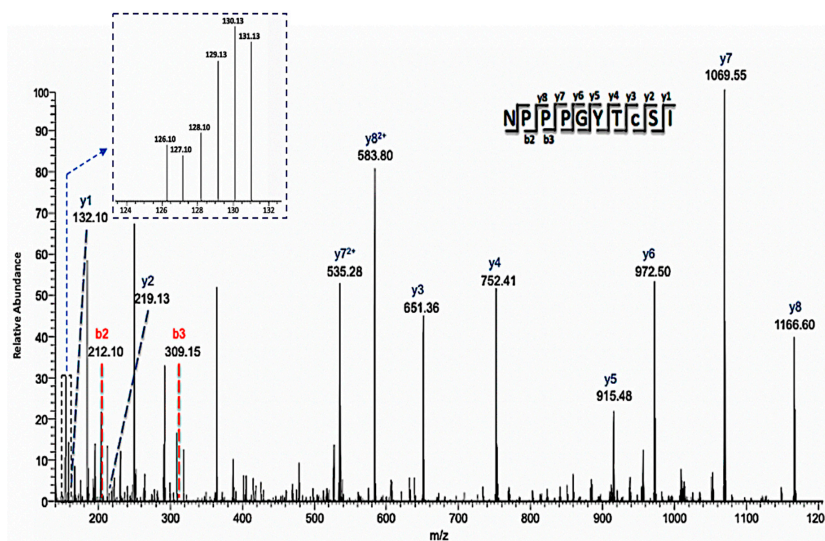 130.13
131.13
129.13
128.10
126.10
127.10
124 126 128 130 132
y7
1069.55
y8 y7 y6 y5 y4 y3 y2 y1
NPPPGYTcSI
b2 b3
y8²⁺
583.80
y1
132.10
y2
219.13
y7²⁺
535.28
y4
752.41
y6
972.50
y3
651.36
b2
212.10
b3
309.15
y8
1166.60
y5
915.48
100
90
80
70
60
50
40
30
20
10
0
Relative Abundance
200 300 400 500 600 700 800 900 1000 1100 120
m/z